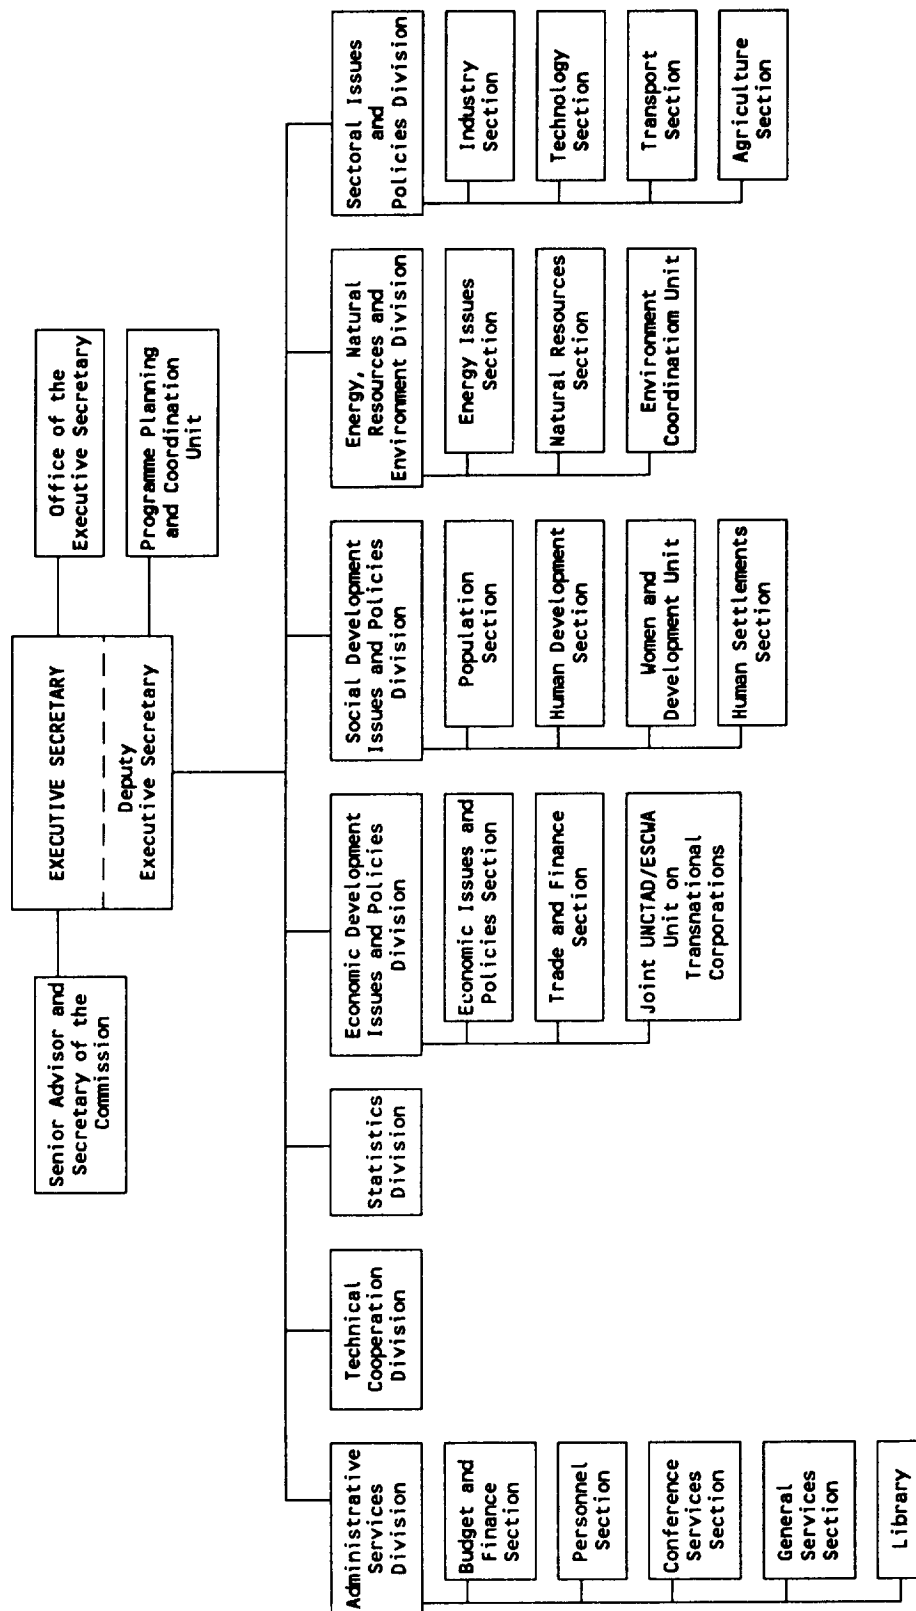 Senior Advisor and
Secretary of the
Commission
EXECUTIVE SECRETARY
Deputy
Executive Secretary
Office of the
Executive Secretary
Programme Planning
and Coordination
Unit
Administrative
Services
Division
Budget and
Finance
Section
Personnel
Section
Conference
Services
Section
General
Services
Section
Library
Technical
Cooperation
Division
Statistics
Division
Economic Development
Issues and Policies
Division
Economic Issues and
Policies Section
Trade and Finance
Section
Joint UNCTAD/ESCWA
Unit on
Transnational
Corporations
Social Development
Issues and Policies
Division
Population
Section
Human Development
Section
Women and
Development Unit
Human Settlements
Section
Energy, Natural
Resources and
Environment Division
Energy Issues
Section
Natural Resources
Section
Environment
Coordinatiom Unit
Sectoral Issues
and
Policies Division
Industry
Section
Technology
Section
Transport
Section
Agriculture
Section